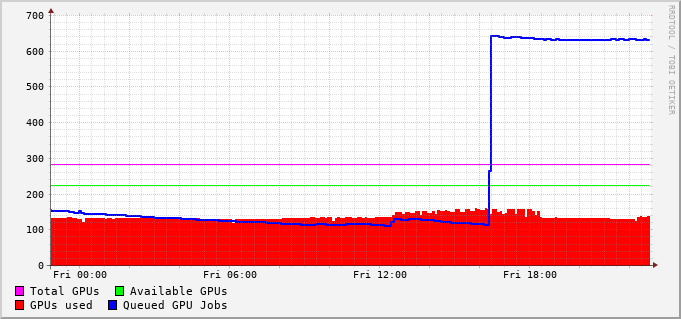 RRDTOOL / TOBI OETIKER
700
600
500
400
300
200
100
0
Fri 00:00 Fri 06:00 Fri 12:00 Fri 18:00
Total GPUs Available GPUs
GPUs used Queued GPU Jobs